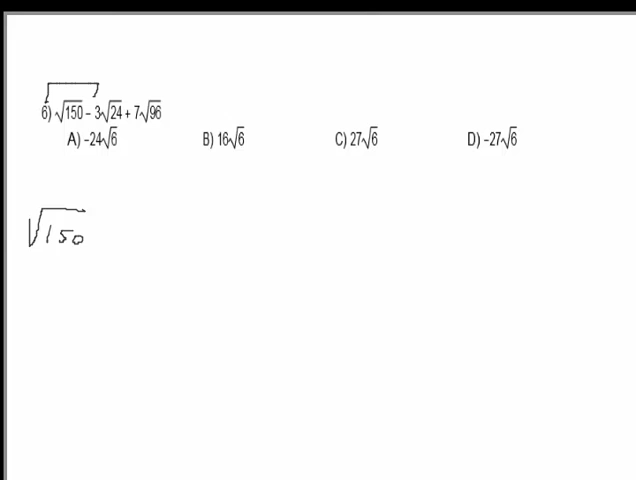 6) √150 – 3√24 + 7√96
A) –24√6 B) 16√6 C) 27√6 D) –27√6
√150